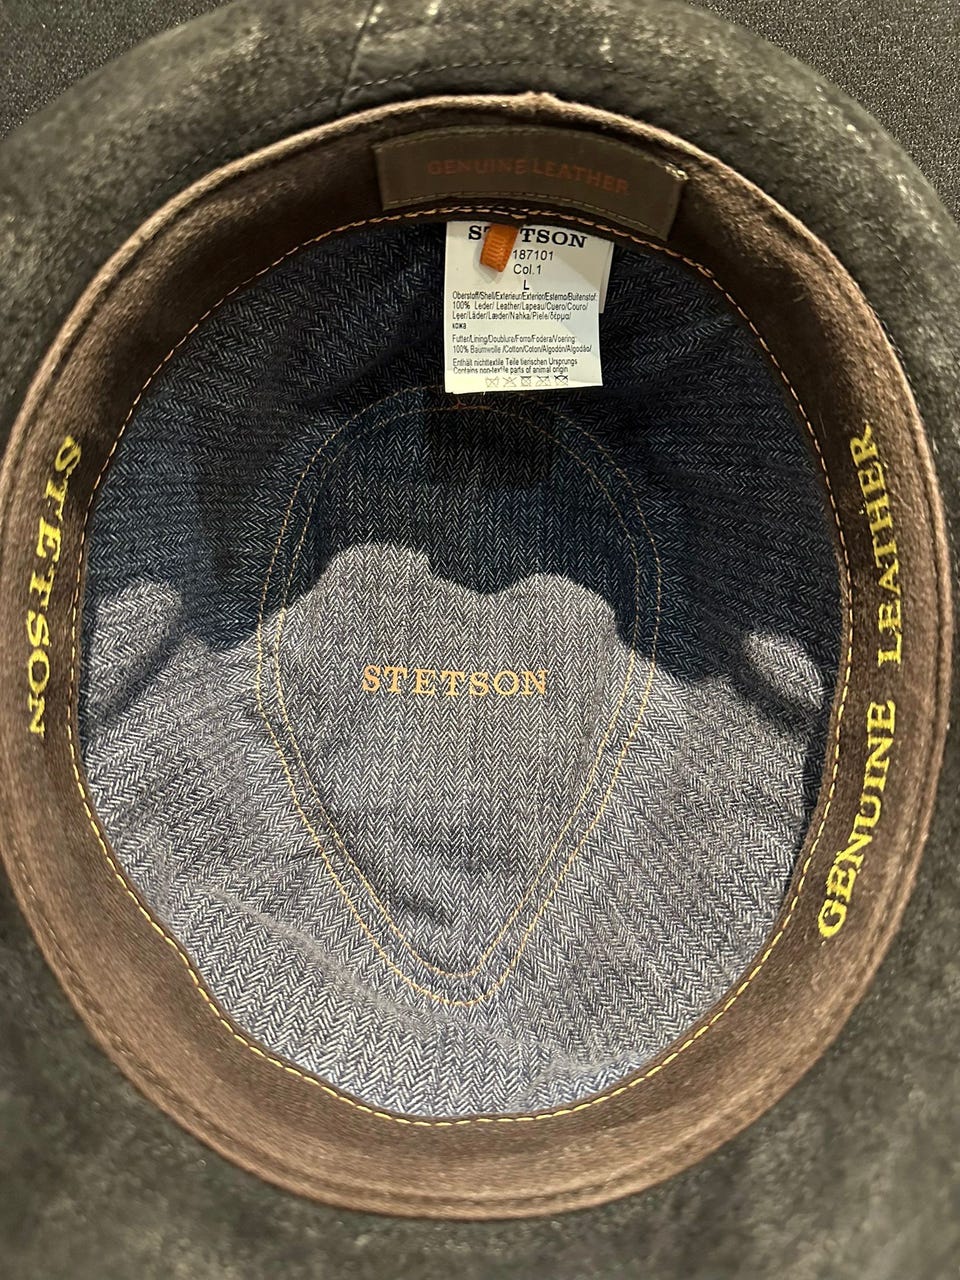 GENUINE LEATHER
STETSON
187101
Col.1
L
Oberstoff/Shell/Exterieur/Exterior/Esterno/Buitenstof:
100% Leder/ Leather/Lapeau/Cuero/Couro/
Leer/Läder/Læder/Nahka/Piele/δέρμα/
кожа
Futter/Lining/Doublure/Forro/Fodera/Voering:
100% Baumwolle /Cotton/Coton/Algodón/Algodão/
Enthält nichttextile Teile tierischen Ursprungs
Contains non-textile parts of animal origin
STETSON
STETSON
GENUINE LEATHER